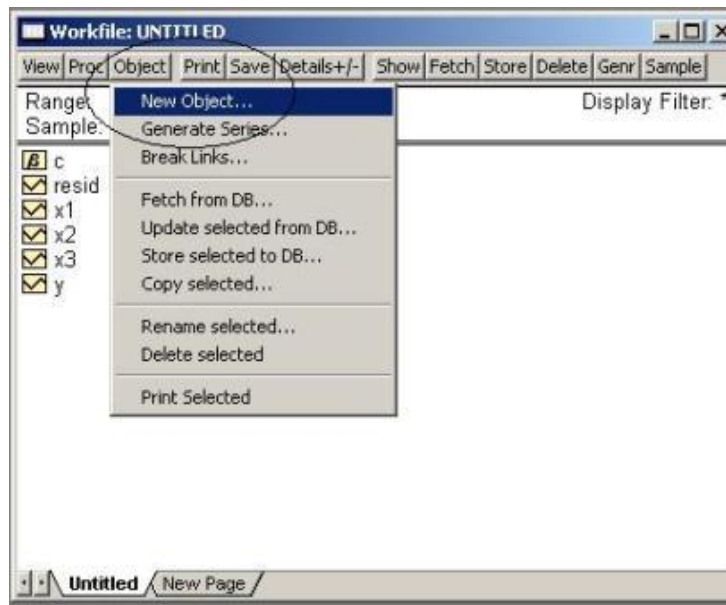 Workfile: UNTITLED
View Proc Object Print Save Details+/- Show Fetch Store Delete Genr Sample
Range: Display Filter: *
Sample:
New Object...
Generate Series...
Break Links...
Fetch from DB...
Update selected from DB...
Store selected to DB...
Copy selected...
Rename selected...
Delete selected
Print Selected
β c
resid
x1
x2
x3
y
Untitled New Page